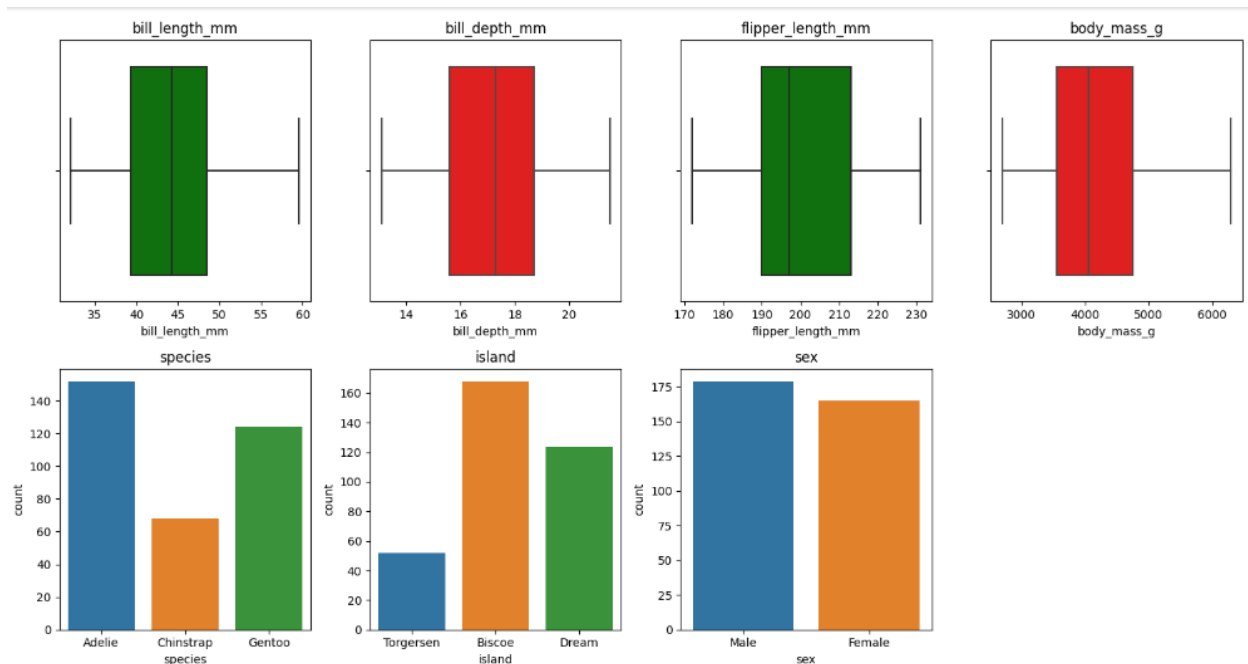 bill_length_mm
bill_depth_mm
flipper_length_mm
body_mass_g
35 40 45 50 55 60
bill_length_mm
14 16 18 20
bill_depth_mm
170 180 190 200 210 220 230
flipper_length_mm
3000 4000 5000 6000
body_mass_g
species
140
120
100
80
60
40
20
0
count
Adelie Chinstrap Gentoo
species
island
160
140
120
100
80
60
40
20
0
count
Torgersen Biscoe Dream
island
sex
175
150
125
100
75
50
25
0
count
Male Female
sex